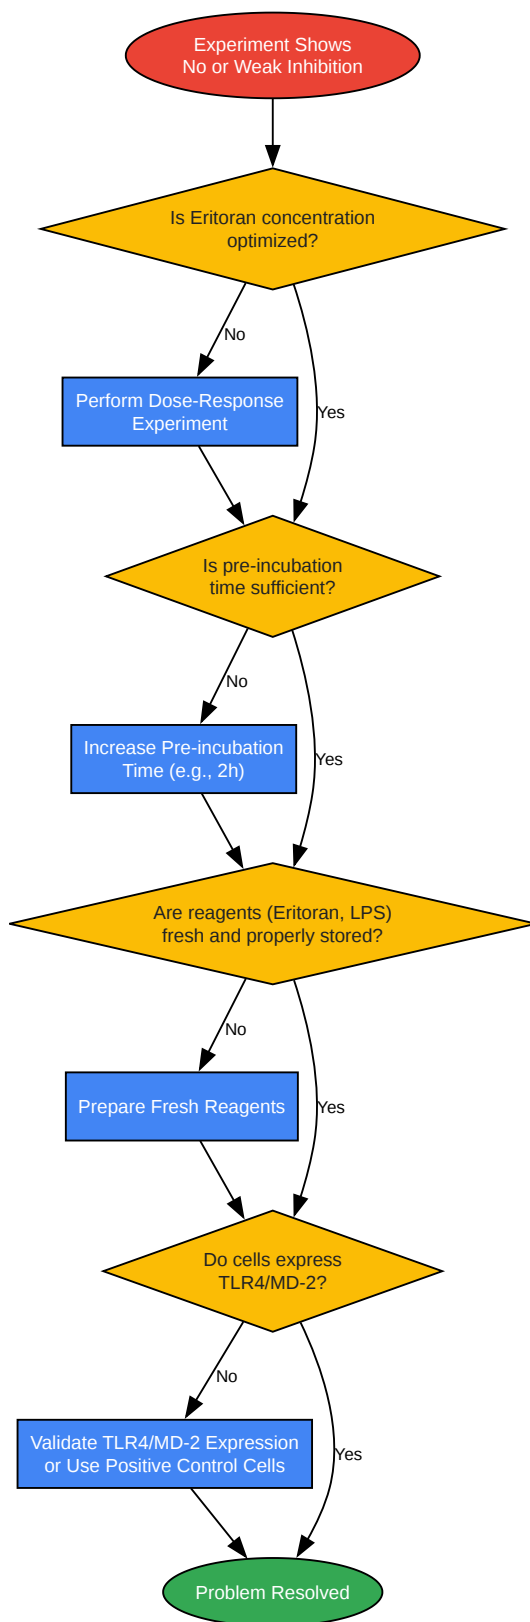 Experiment Shows
No or Weak Inhibition
Is Eritoran concentration
optimized?
No
Yes
Perform Dose-Response
Experiment
Is pre-incubation
time sufficient?
No
Yes
Increase Pre-incubation
Time (e.g., 2h)
Are reagents (Eritoran, LPS)
fresh and properly stored?
No
Yes
Prepare Fresh Reagents
Do cells express
TLR4/MD-2?
No
Yes
Validate TLR4/MD-2 Expression
or Use Positive Control Cells
Problem Resolved